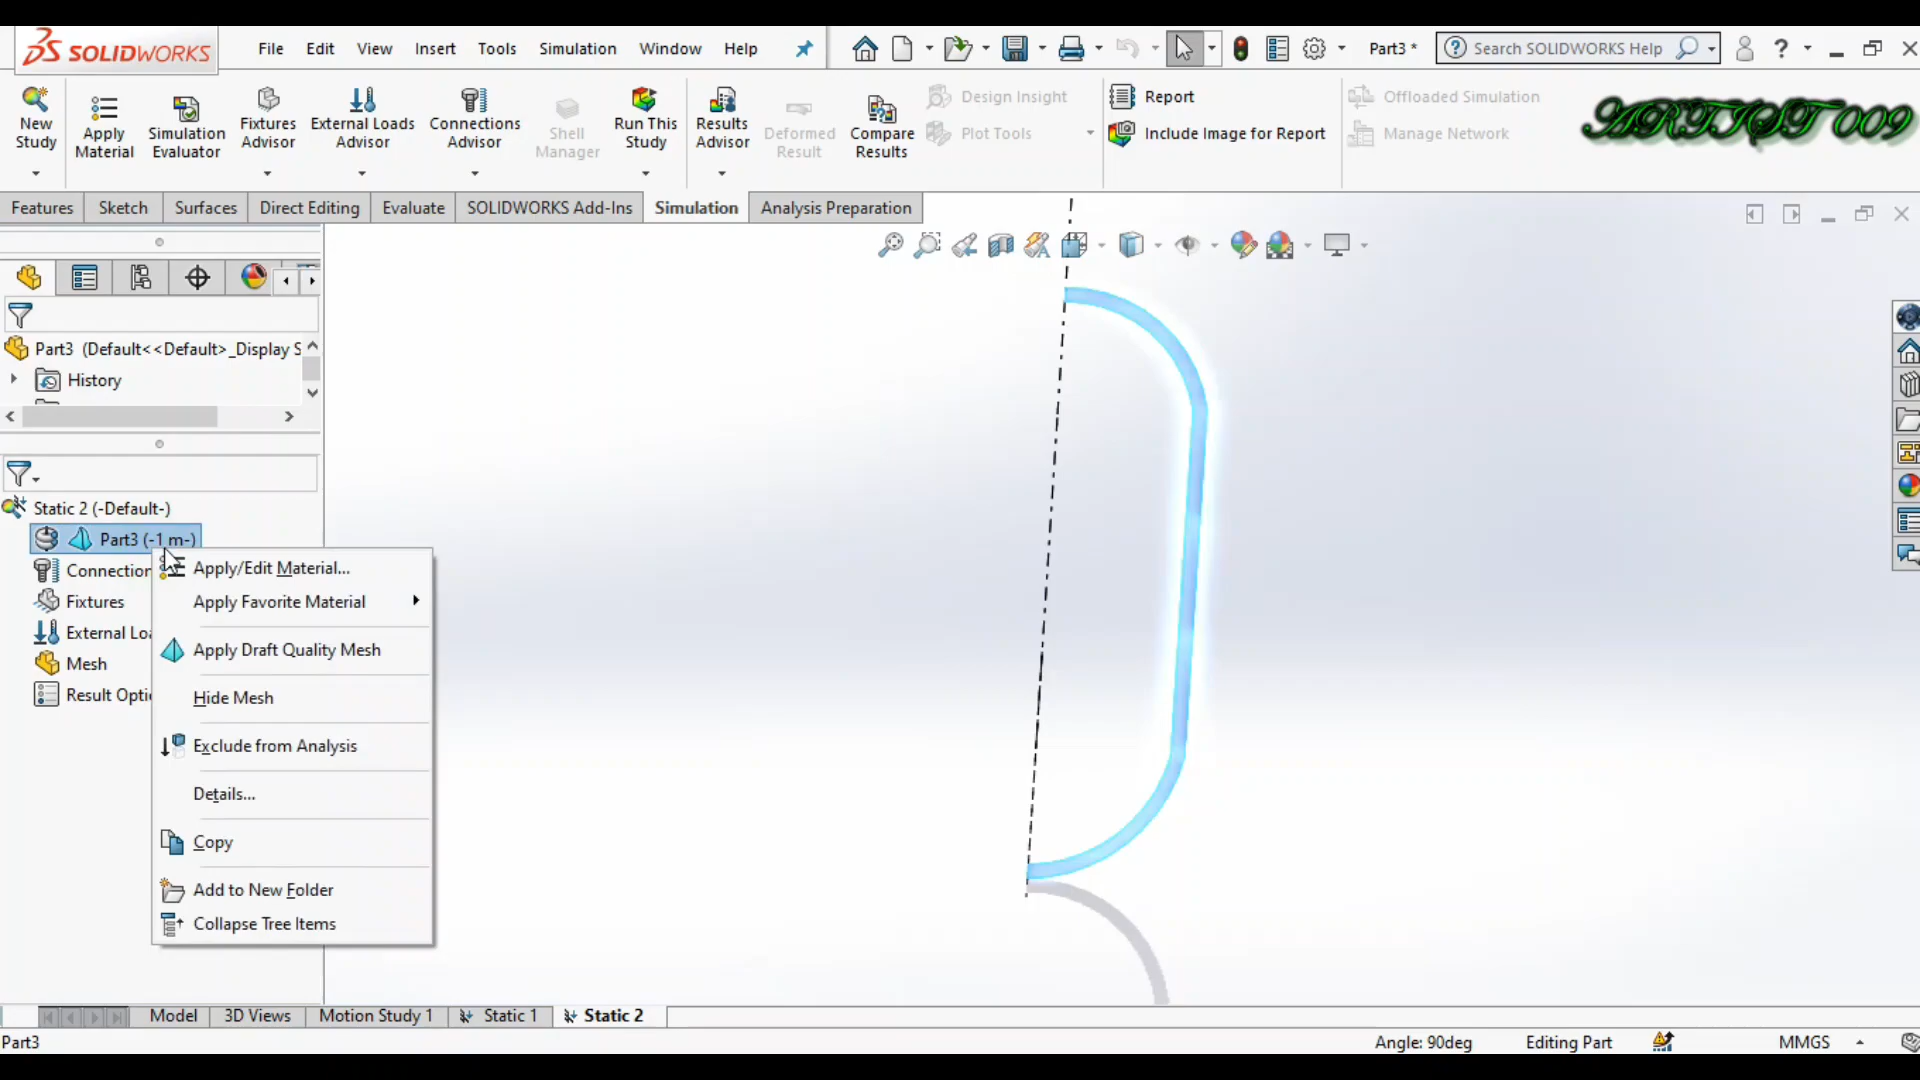 SOLIDWORKS
File Edit View Insert Tools Simulation Window Help
Part3 *
Search SOLIDWORKS Help
?
New Study
Apply Material
Simulation Evaluator
Fixtures Advisor
External Loads Advisor
Connections Advisor
Shell Manager
Run This Study
Results Advisor
Deformed Result
Compare Results
Design Insight
Plot Tools
Report
Include Image for Report
Offloaded Simulation
Manage Network
ARTIST 009
Features Sketch Surfaces Direct Editing Evaluate SOLIDWORKS Add-Ins Simulation Analysis Preparation
Part3 (Default<<Default>_Display S
History
Static 2 (-Default-)
Part3 (-1 m-)
Connection
Fixtures
External Loa
Mesh
Result Opti
Apply/Edit Material...
Apply Favorite Material
Apply Draft Quality Mesh
Hide Mesh
Exclude from Analysis
Details...
Copy
Add to New Folder
Collapse Tree Items
Model 3D Views Motion Study 1 Static 1 Static 2
Part3 Angle: 90deg Editing Part MMGS